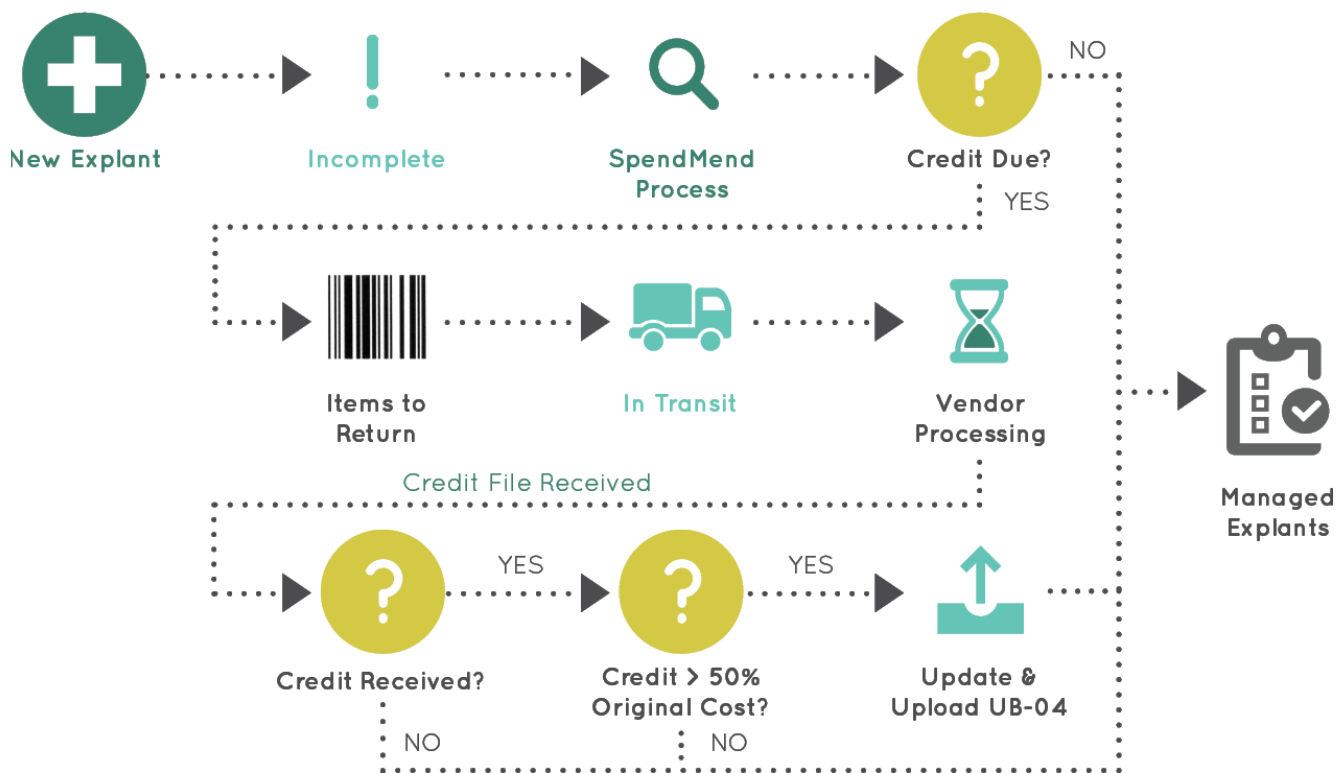 NO
New Explant
Incomplete
SpendMend
Process
Credit Due?
YES
Items to
Return
In Transit
Vendor
Processing
Credit File Received
Managed
Explants
YES
YES
Credit Received?
Credit > 50%
Original Cost?
Update &
Upload UB-04
NO
NO